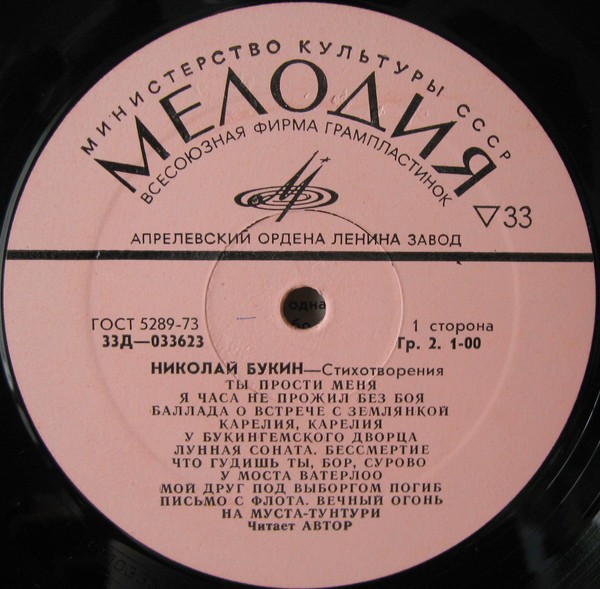 МИНИСТЕРСТВО КУЛЬТУРЫ СССР
МЕЛОДИЯ
ВСЕСОЮЗНАЯ ФИРМА ГРАМПЛАСТИНОК
33
АПРЕЛЕВСКИЙ ОРДЕНА ЛЕНИНА ЗАВОД
ГОСТ 5289-73
33Д—033623
1 сторона
Гр. 2. 1-00
НИКОЛАЙ БУКИН—Стихотворения
ТЫ ПРОСТИ МЕНЯ
Я ЧАСА НЕ ПРОЖИЛ БЕЗ БОЯ
БАЛЛАДА О ВСТРЕЧЕ С ЗЕМЛЯНКОЙ
КАРЕЛИЯ, КАРЕЛИЯ
У БУКИНГЕМСКОГО ДВОРЦА
ЛУННАЯ СОНАТА. БЕССМЕРТИЕ
ЧТО ГУДИШЬ ТЫ, БОР, СУРОВО
У МОСТА ВАТЕРЛОО
МОЙ ДРУГ ПОД ВЫБОРГОМ ПОГИБ
ПИСЬМО С ФЛОТА. ВЕЧНЫЙ ОГОНЬ
НА МУСТА-ТУНТУРИ
Читает АВТОР